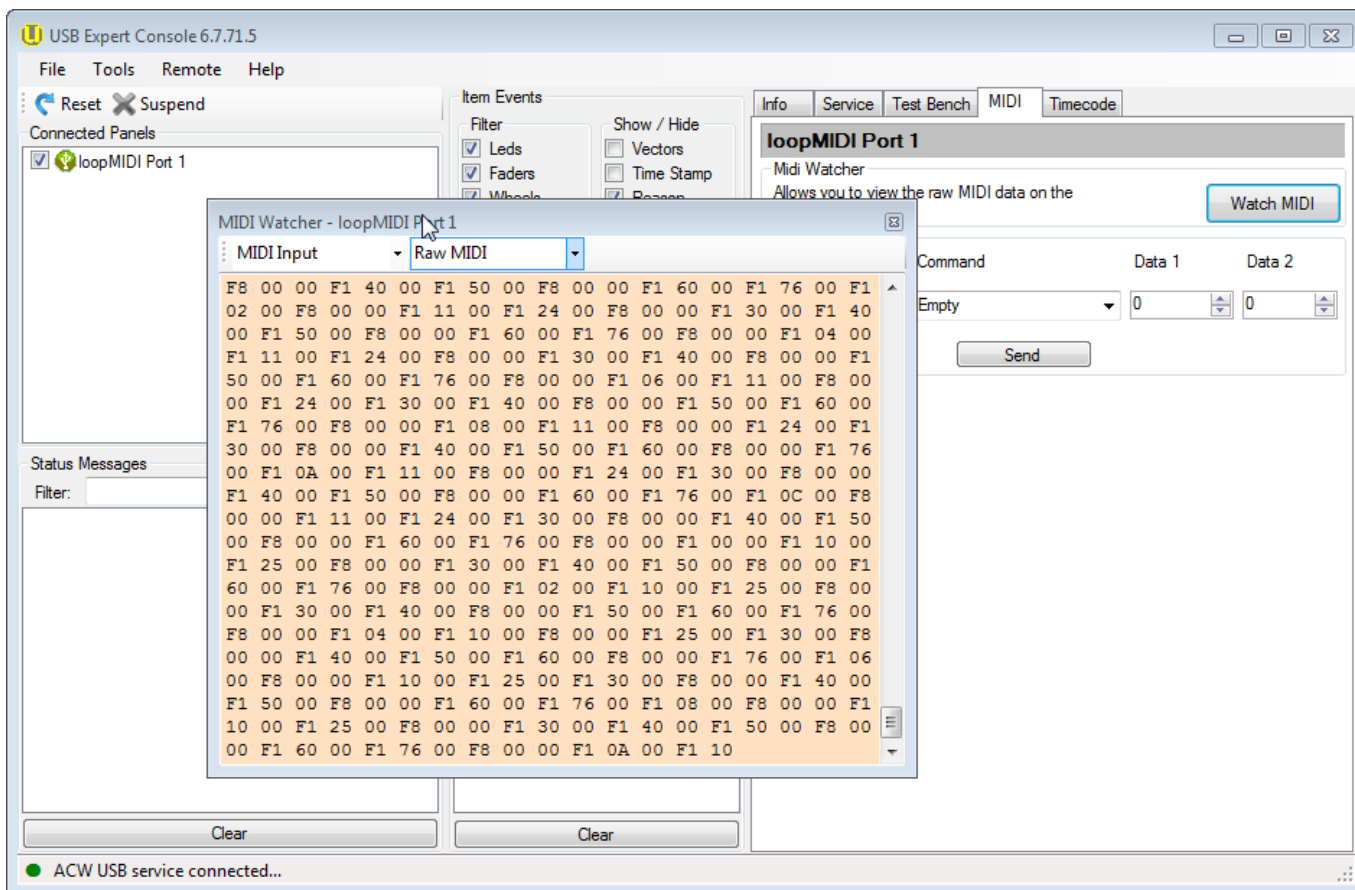 USB Expert Console 6.7.71.5
File Tools Remote Help
Reset Suspend
Connected Panels
loopMIDI Port 1
Item Events
Filter
Leds
Faders
Wheels
Show / Hide
Vectors
Time Stamp
Reason
Info Service Test Bench MIDI Timecode
loopMIDI Port 1
Midi Watcher
Allows you to view the raw MIDI data on the
Watch MIDI
Command Data 1 Data 2
Empty 0 0
Send
MIDI Watcher - loopMIDI Port 1
MIDI Input Raw MIDI
F8 00 00 F1 40 00 F1 50 00 F8 00 00 F1 60 00 F1 76 00 F1
02 00 F8 00 00 F1 11 00 F1 24 00 F8 00 00 F1 30 00 F1 40
00 F1 50 00 F8 00 00 F1 60 00 F1 76 00 F8 00 00 F1 04 00
F1 11 00 F1 24 00 F8 00 00 F1 30 00 F1 40 00 F8 00 00 F1
50 00 F1 60 00 F1 76 00 F8 00 00 F1 06 00 F1 11 00 F8 00
00 F1 24 00 F1 30 00 F1 40 00 F8 00 00 F1 50 00 F1 60 00
F1 76 00 F8 00 00 F1 08 00 F1 11 00 F8 00 00 F1 24 00 F1
30 00 F8 00 00 F1 40 00 F1 50 00 F1 60 00 F8 00 00 F1 76
00 F1 0A 00 F1 11 00 F8 00 00 F1 24 00 F1 30 00 F8 00 00
F1 40 00 F1 50 00 F8 00 00 F1 60 00 F1 76 00 F1 0C 00 F8
00 00 F1 11 00 F1 24 00 F1 30 00 F8 00 00 F1 40 00 F1 50
00 F8 00 00 F1 60 00 F1 76 00 F8 00 00 F1 00 00 F1 10 00
F1 25 00 F8 00 00 F1 30 00 F1 40 00 F1 50 00 F8 00 00 F1
60 00 F1 76 00 F8 00 00 F1 02 00 F1 10 00 F1 25 00 F8 00
00 F1 30 00 F1 40 00 F8 00 00 F1 50 00 F1 60 00 F1 76 00
F8 00 00 F1 04 00 F1 10 00 F8 00 00 F1 25 00 F1 30 00 F8
00 00 F1 40 00 F1 50 00 F1 60 00 F8 00 00 F1 76 00 F1 06
00 F8 00 00 F1 10 00 F1 25 00 F1 30 00 F8 00 00 F1 40 00
F1 50 00 F8 00 00 F1 60 00 F1 76 00 F1 08 00 F8 00 00 F1
10 00 F1 25 00 F8 00 00 F1 30 00 F1 40 00 F1 50 00 F8 00
00 F1 60 00 F1 76 00 F8 00 00 F1 0A 00 F1 10
Status Messages
Filter:
Clear Clear
ACW USB service connected...